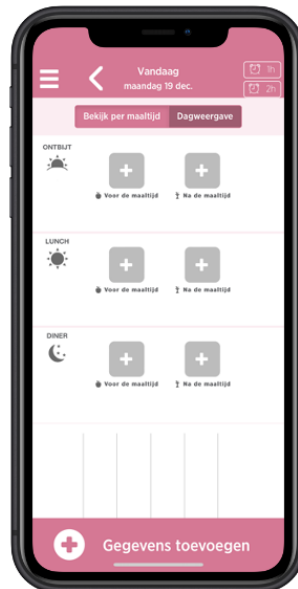 Vandaag
maandag 19 dec.
1h
2h
Bekijk per maaltijd
Dagweergave
ONTBIJT
Voor de maaltijd
Na de maaltijd
LUNCH
Voor de maaltijd
Na de maaltijd
DINER
Voor de maaltijd
Na de maaltijd
Gegevens toevoegen